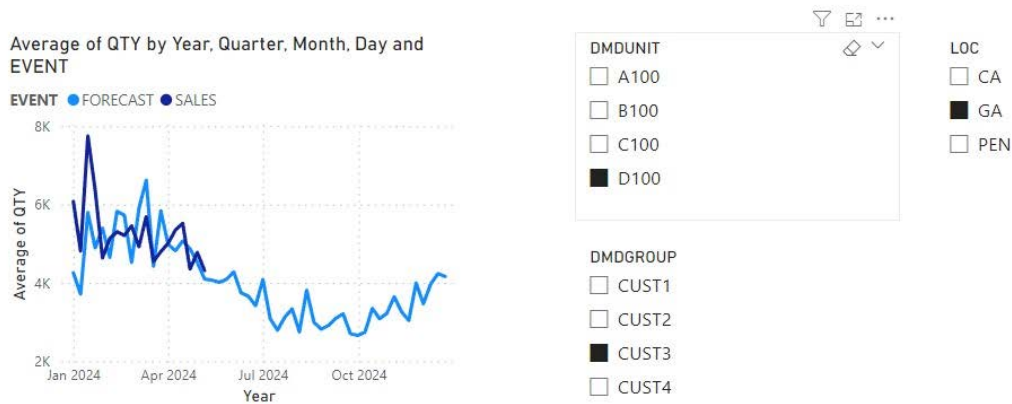 Average of QTY by Year, Quarter, Month, Day and
EVENT
EVENT FORECAST SALES
8K
6K
4K
2K
Average of QTY
Jan 2024 Apr 2024 Jul 2024 Oct 2024
Year
DMDUNIT
A100
B100
C100
D100
DMDGROUP
CUST1
CUST2
CUST3
CUST4
LOC
CA
GA
PEN